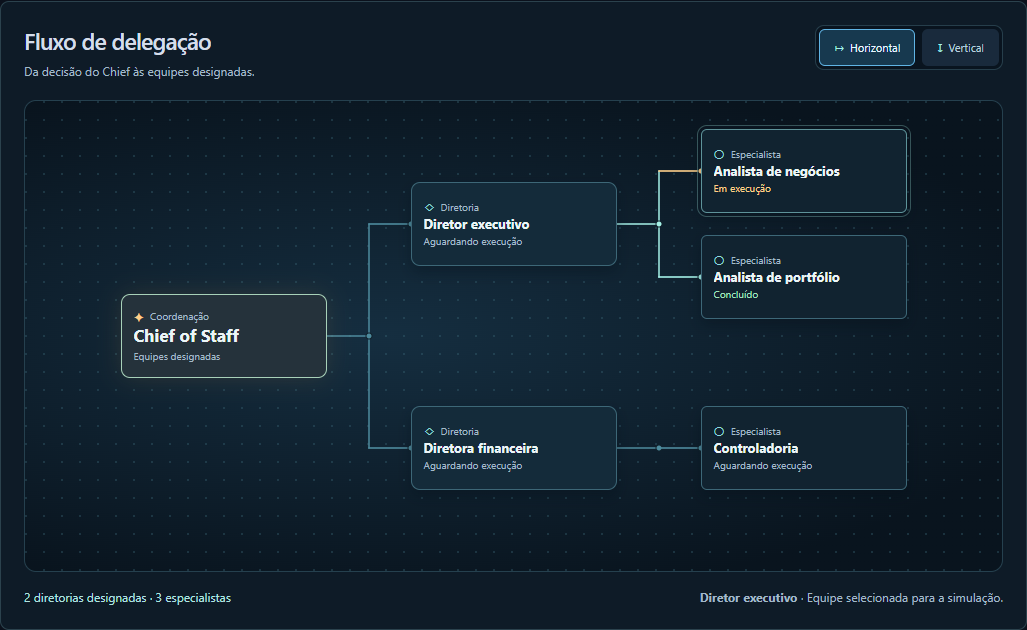 Fluxo de delegação
Da decisão do Chief às equipes designadas.
↦ Horizontal
↧ Vertical
Especialista
Analista de negócios
Em execução
Diretoria
Diretor executivo
Aguardando execução
Especialista
Analista de portfólio
Concluído
Coordenação
Chief of Staff
Equipes designadas
Diretoria
Diretora financeira
Aguardando execução
Especialista
Controladoria
Aguardando execução
2 diretorias designadas · 3 especialistas
Diretor executivo · Equipe selecionada para a simulação.